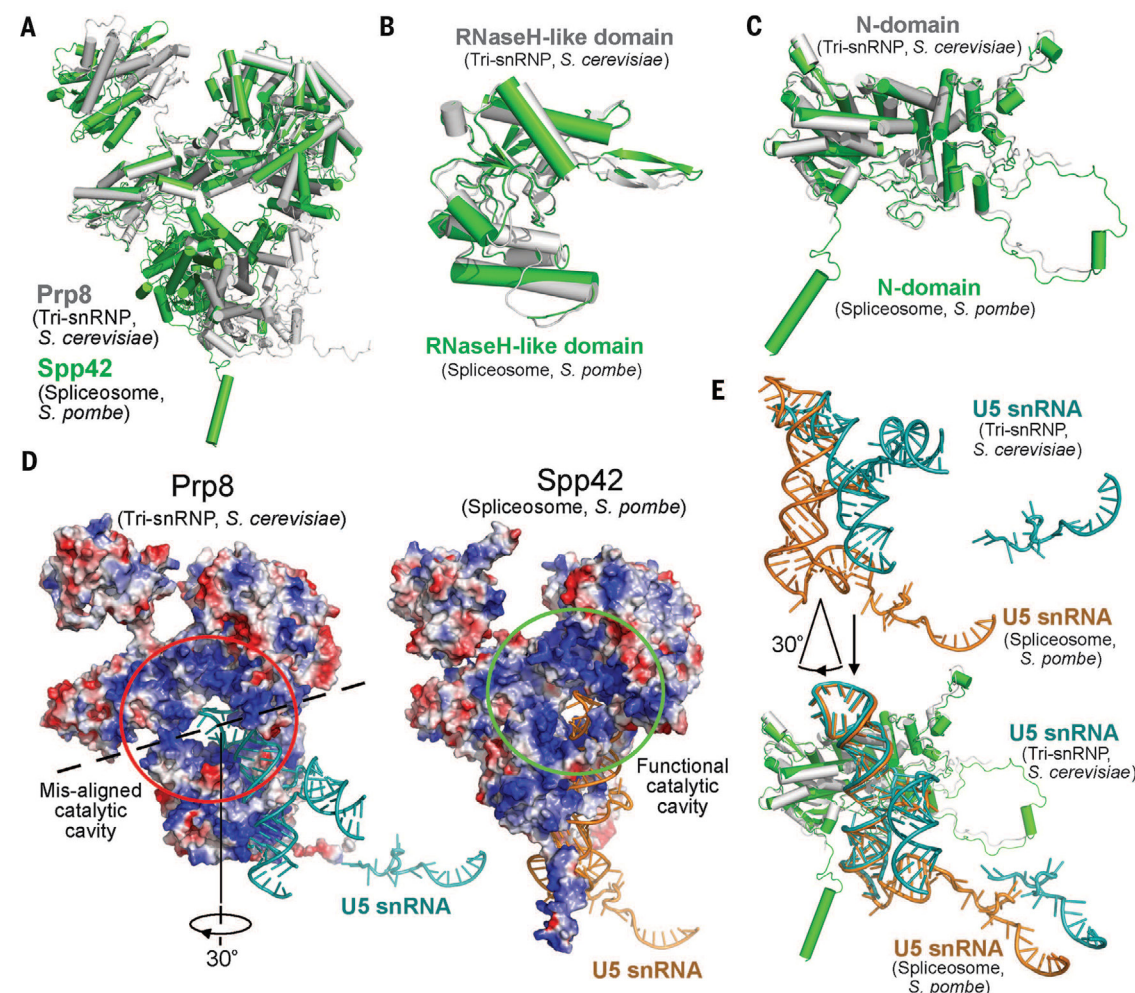 A
Prp8
(Tri-snRNP,
S. cerevisiae)
Spp42
(Spliceosome,
S. pombe)
B
RNaseH-like domain
(Tri-snRNP, S. cerevisiae)
RNaseH-like domain
(Spliceosome, S. pombe)
C
N-domain
(Tri-snRNP, S. cerevisiae)
N-domain
(Spliceosome, S. pombe)
D
Prp8
(Tri-snRNP, S. cerevisiae)
Spp42
(Spliceosome, S. pombe)
Mis-aligned
catalytic
cavity
Functional
catalytic
cavity
U5 snRNA
30°
U5 snRNA
E
U5 snRNA
(Tri-snRNP,
S. cerevisiae)
U5 snRNA
(Spliceosome,
S. pombe)
30°
U5 snRNA
(Tri-snRNP,
S. cerevisiae)
U5 snRNA
(Spliceosome,
S. pombe)